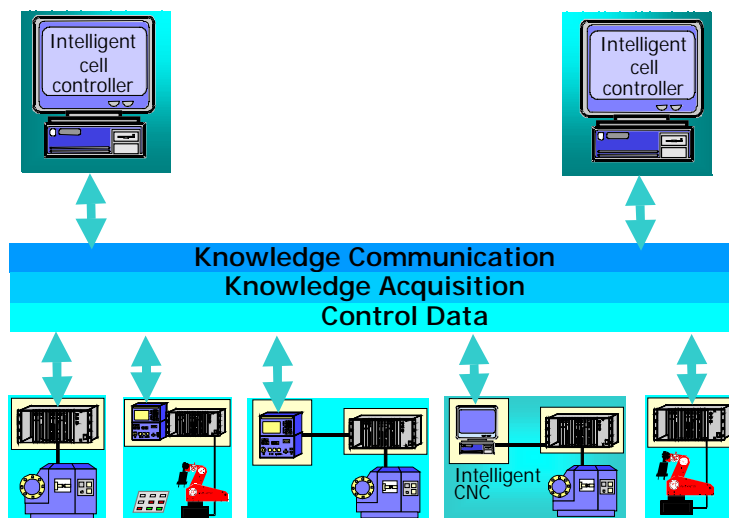 Intelligent
cell
controller
Intelligent
cell
controller
Knowledge Communication
Knowledge Acquisition
Control Data
Intelligent
CNC